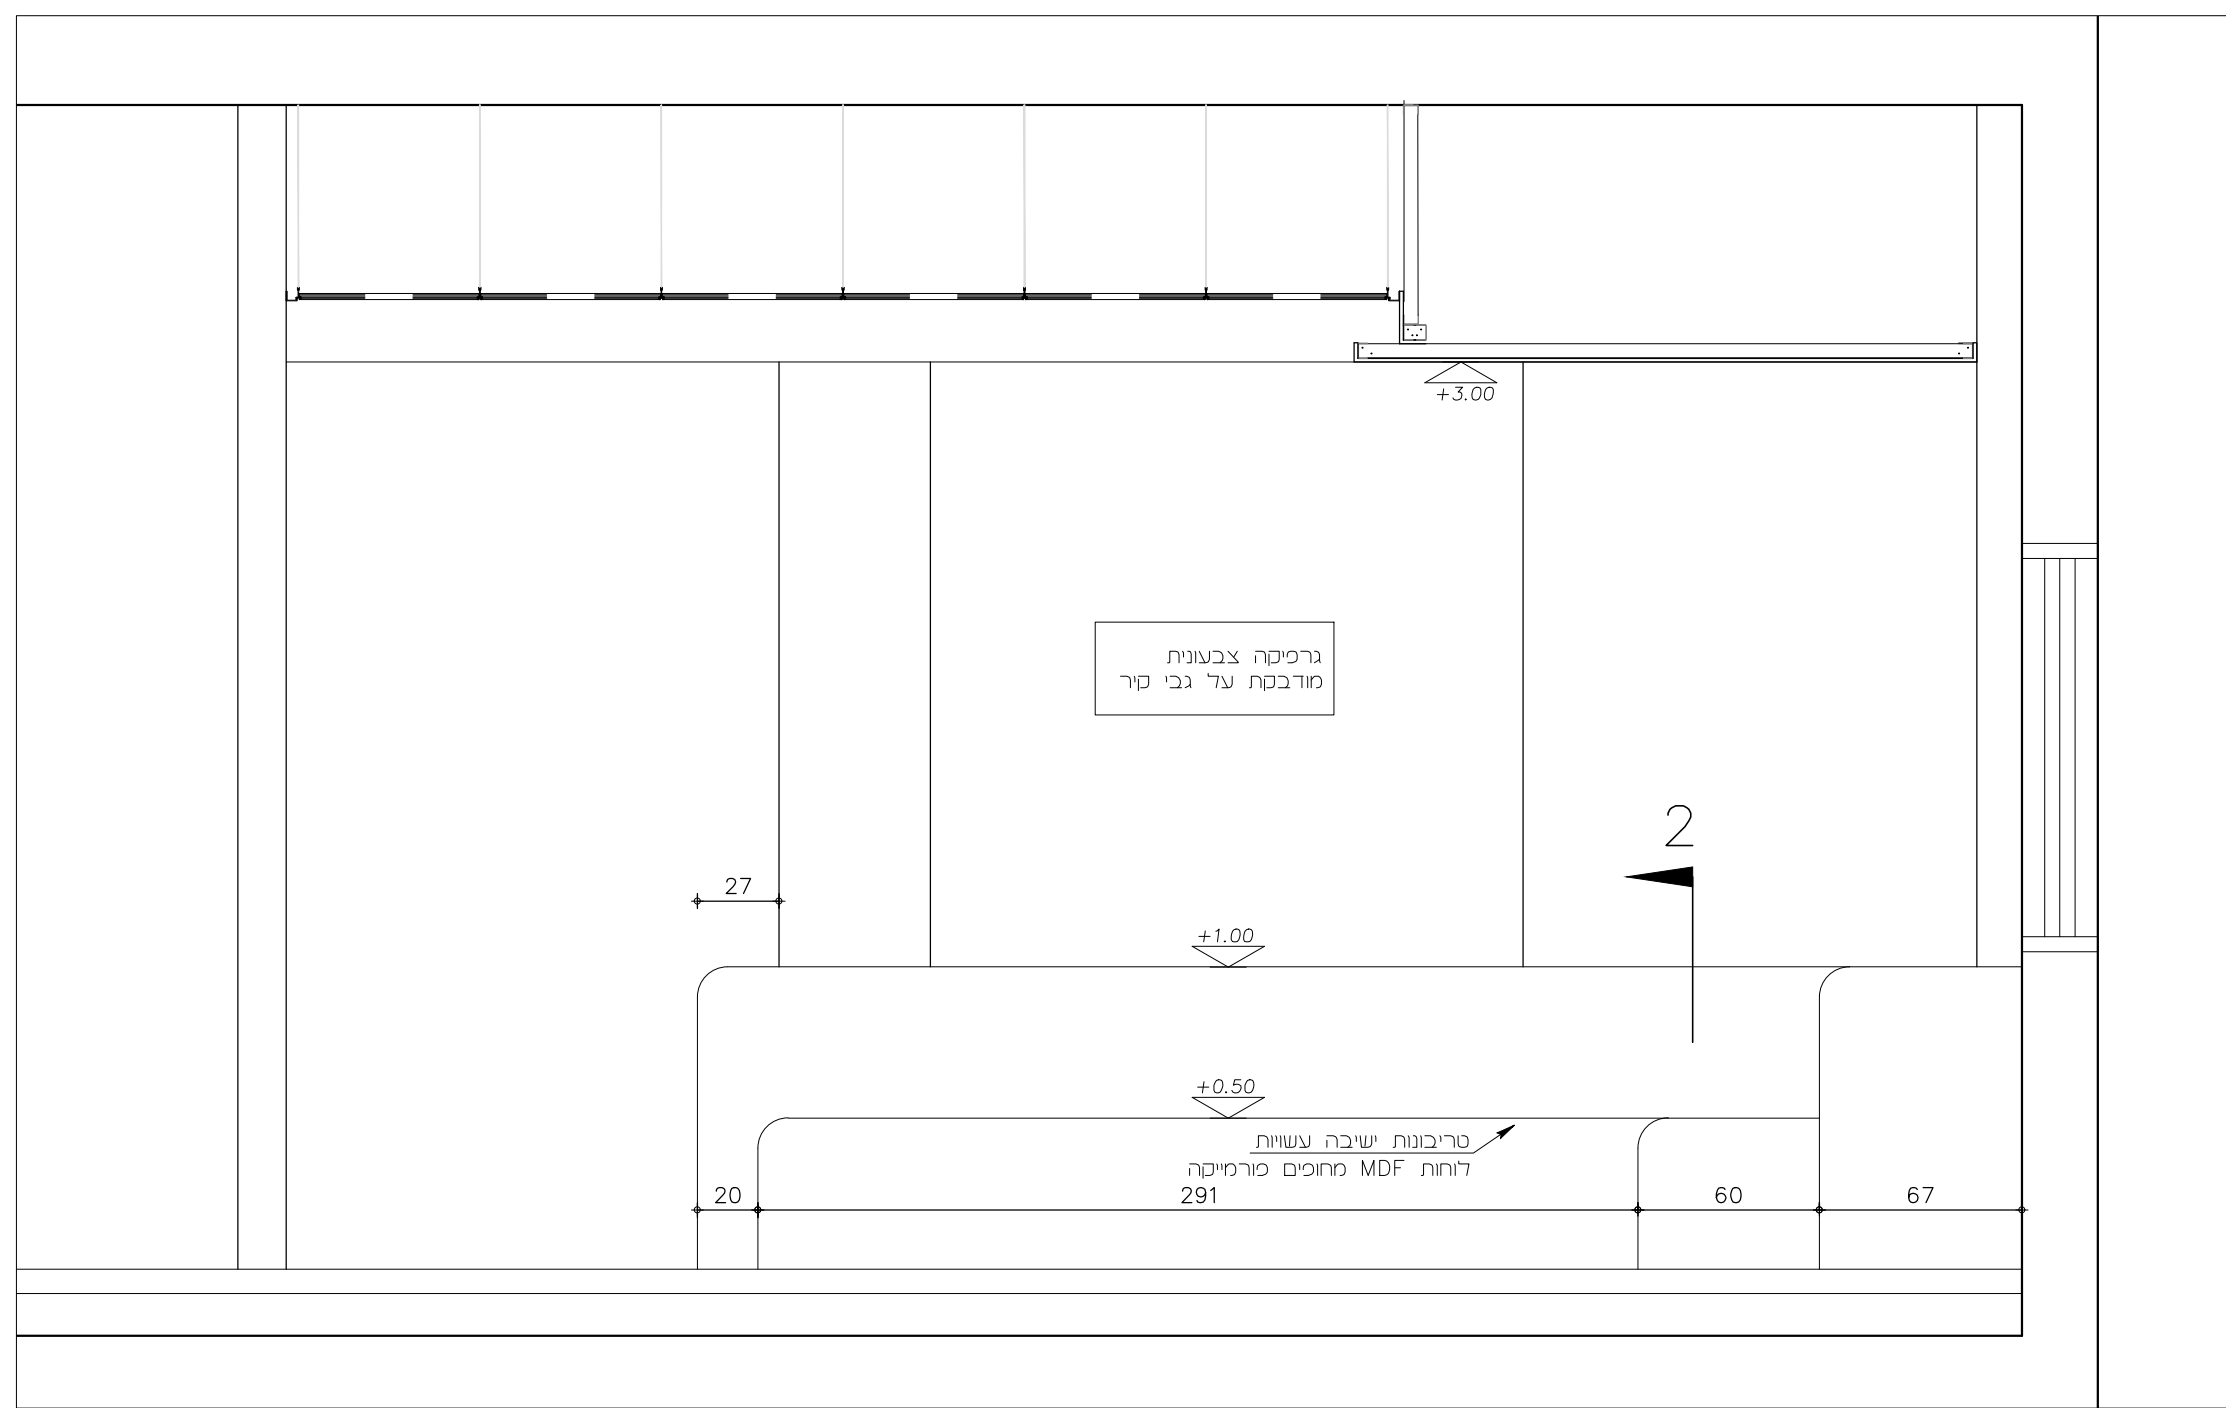 +3.00
גרפיקה צבעונית
מודבקת על גבי קיר
2
27
+1.00
+0.50
טריבונות ישיבה עשויות
לוחות MDF מחופים פורמייקה
20
291
60
67